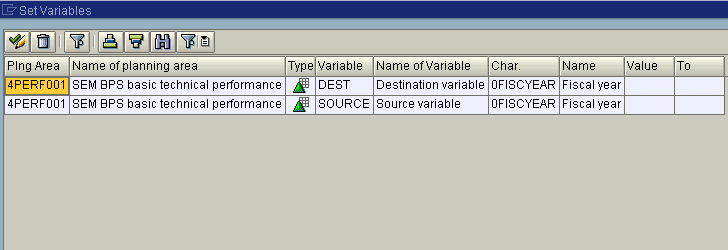 Set Variables
Plng Area Name of planning area Type Variable Name of Variable Char. Name Value To
4PERF001 SEM BPS basic technical performance DEST Destination variable 0FISCYEAR Fiscal year
4PERF001 SEM BPS basic technical performance SOURCE Source variable 0FISCYEAR Fiscal year